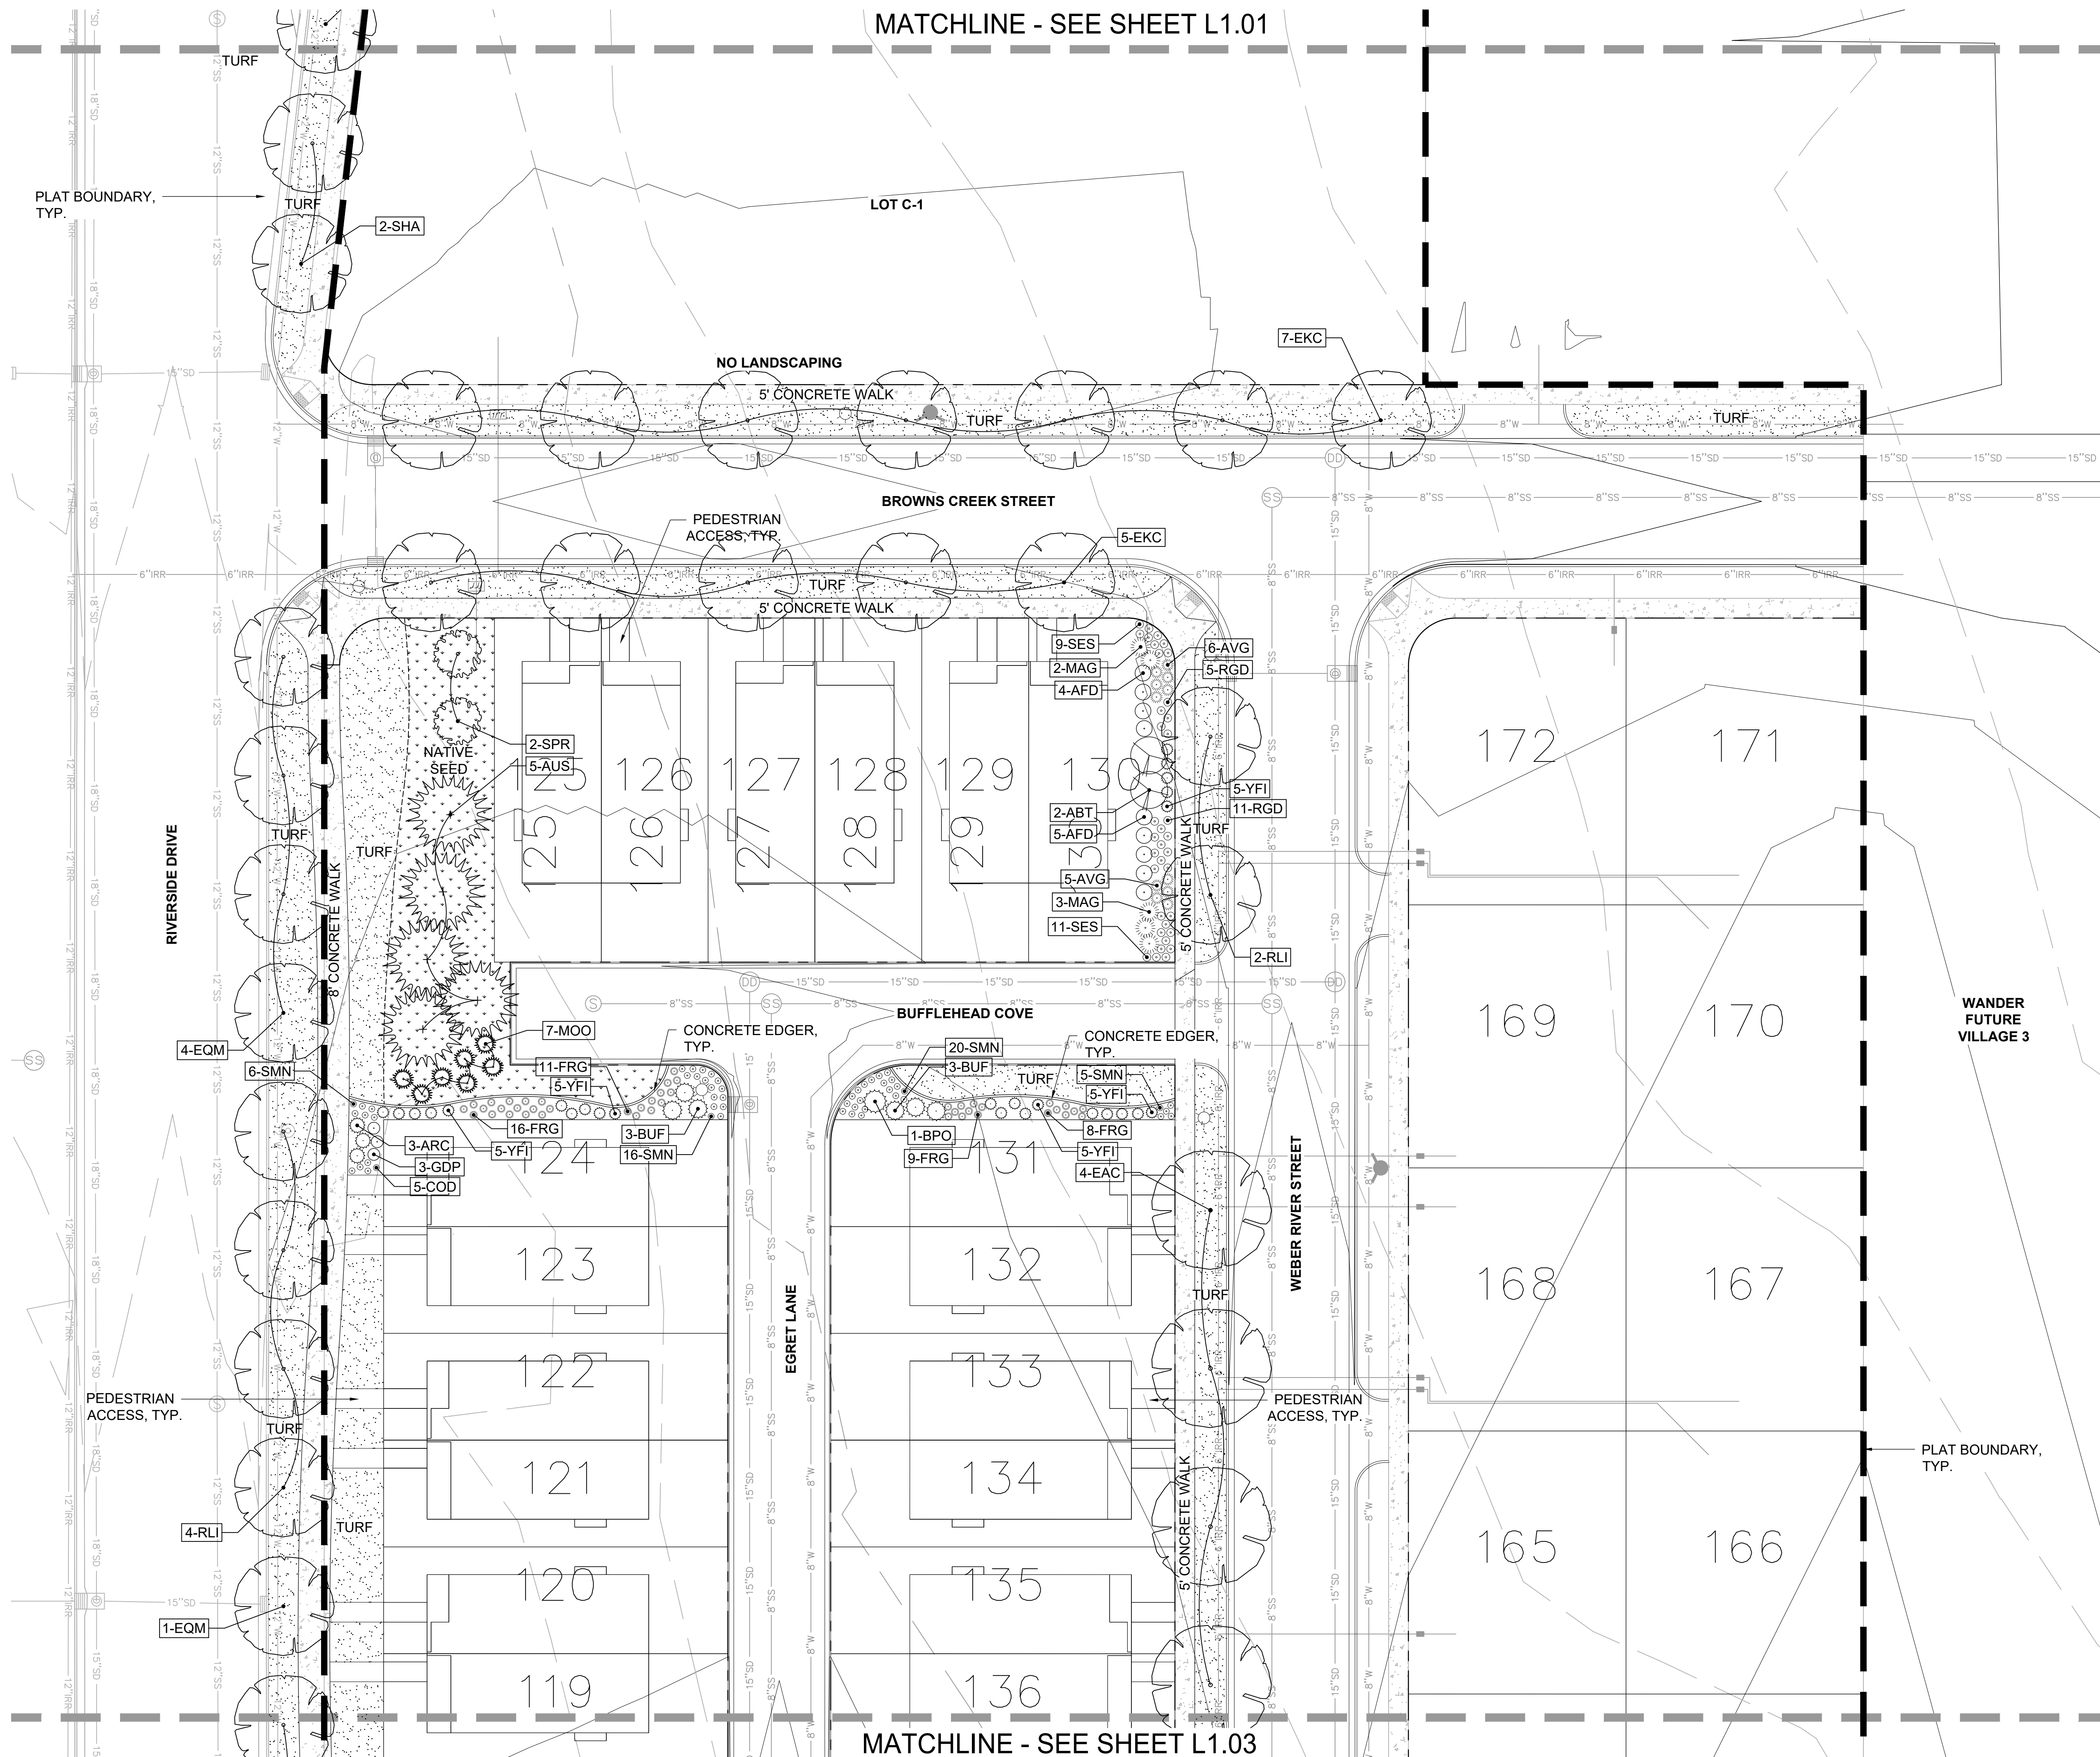 MATCHLINE - SEE SHEET L1.01
TURF
PLAT BOUNDARY,
TYP.
TURF
2-SHA
LOT C-1
7-EKC
NO LANDSCAPING
5' CONCRETE WALK
TURF
TURF
15"SD
BROWNS CREEK STREET
PEDESTRIAN
ACCESS, TYP.
5-EKC
TURF
5' CONCRETE WALK
9-SES
6-AVG
2-MAG
5-RGD
4-AFD
2-SPR
NATIVE
SEED
5-AUS
125
126
127
128
129
130
172
171
5-YFI
2-ABT
11-RGD
5-AFD
TURF
TURF
TURF
125
126
127
128
129
RIVERSIDE DRIVE
8' CONCRETE WALK
5' CONCRETE WALK
5-AVG
3-MAG
11-SES
2-RLI
BUFFLEHEAD COVE
169
170
WANDER
FUTURE
VILLAGE 3
4-EQM
7-MOO
CONCRETE EDGER,
TYP.
CONCRETE EDGER,
TYP.
20-SMN
3-BUF
6-SMN
11-FRG
5-YFI
TURF
5-SMN
5-YFI
16-FRG
3-BUF
16-SMN
1-BPO
9-FRG
8-FRG
5-YFI
4-EAC
3-ARC
3-GDP
5-COD
5-YFI
124
131
WEBER RIVER STREET
123
132
168
167
TURF
EGRET LANE
122
133
PEDESTRIAN
ACCESS, TYP.
PEDESTRIAN
ACCESS, TYP.
TURF
PLAT BOUNDARY,
TYP.
121
134
5' CONCRETE WALK
4-RLI
TURF
165
166
120
135
15"SD
1-EQM
119
136
MATCHLINE - SEE SHEET L1.03